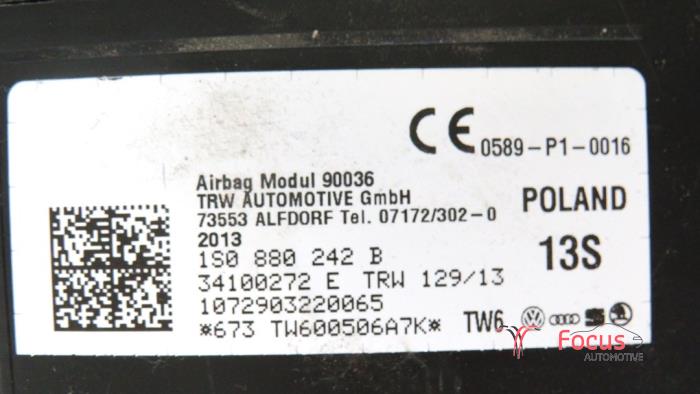 CE 0589-P1-0016
Airbag Modul 90036
TRW AUTOMOTIVE GmbH
73553 ALFDORF Tel. 07172/302-0
2013
POLAND
1S0 880 242 B
13S
34100272 E TRW 129/13
1072903220065
*673 TW600506A7K* TW6
Focus
AUTOMOTIVE